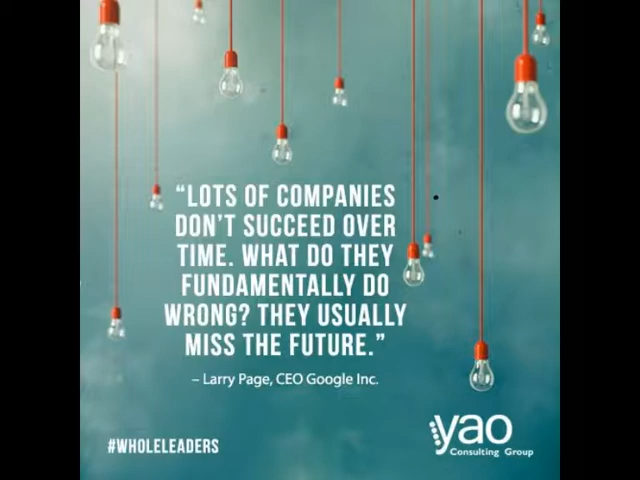 “LOTS OF COMPANIES
DON’T SUCCEED OVER
TIME. WHAT DO THEY
FUNDAMENTALLY DO
WRONG? THEY USUALLY
MISS THE FUTURE.”
– Larry Page, CEO Google Inc.
#WHOLELEADERS
yao
Consulting Group